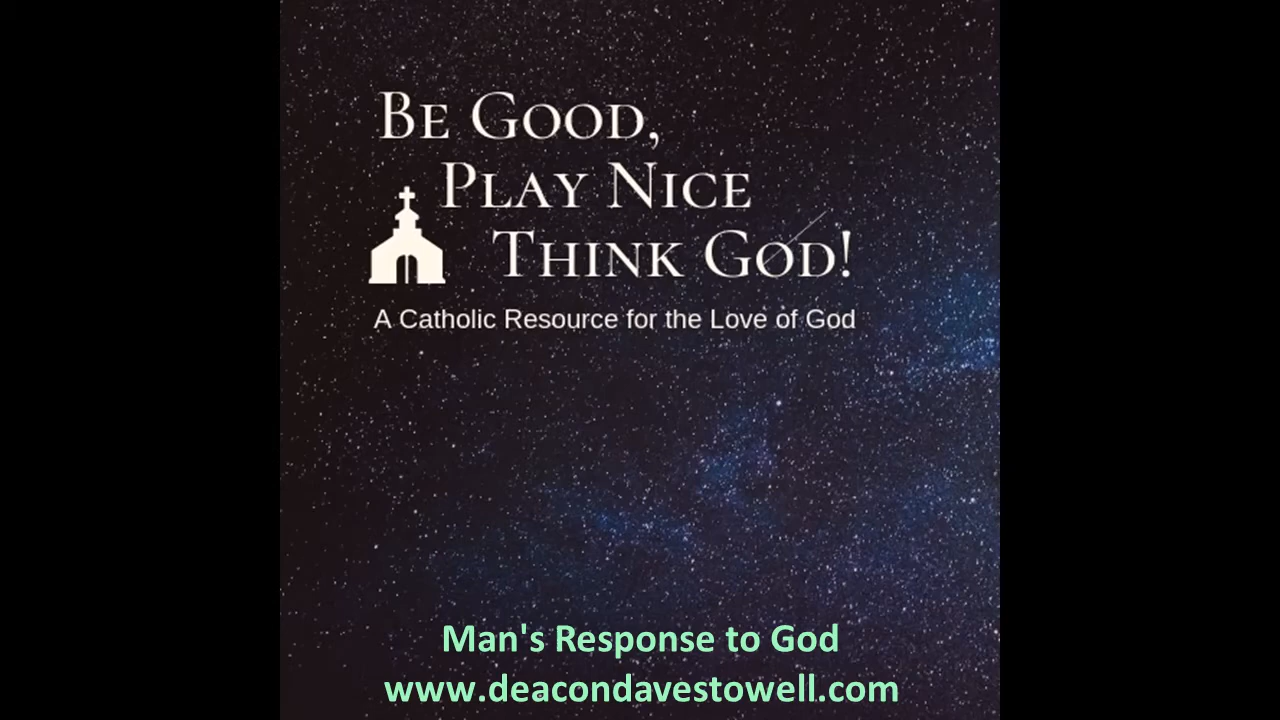 Be Good,
Play Nice
Think God!
A Catholic Resource for the Love of God
Man's Response to God
www.deacondavestowell.com